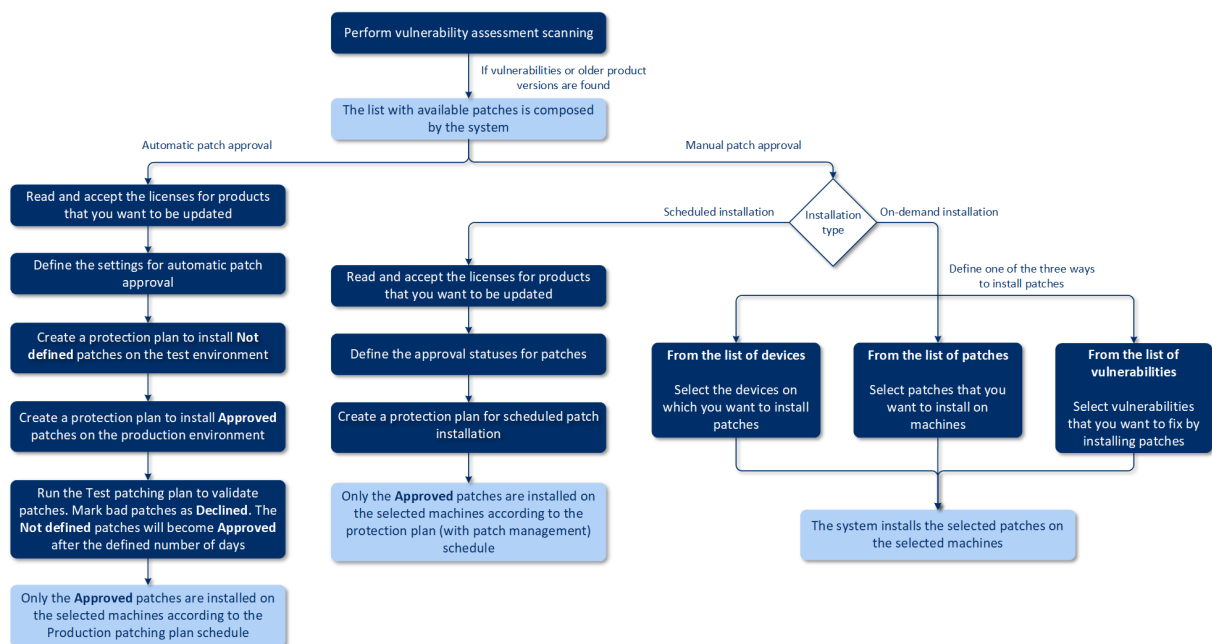 Perform vulnerability assessment scanning
If vulnerabilities or older product
versions are found
The list with available patches is composed
by the system
Automatic patch approval
Manual patch approval
Read and accept the licenses for products
that you want to be updated
Define the settings for automatic patch
approval
Create a protection plan to install Not
defined patches on the test environment
Create a protection plan to install Approved
patches on the production environment
Run the Test patching plan to validate
patches. Mark bad patches as Declined. The
Not defined patches will become Approved
after the defined number of days
Only the Approved patches are installed on
the selected machines according to the
Production patching plan schedule
Installation
type
Scheduled installation
On-demand installation
Read and accept the licenses for products
that you want to be updated
Define the approval statuses for patches
Create a protection plan for scheduled patch
installation
Only the Approved patches are installed on
the selected machines according to the
protection plan (with patch management)
schedule
Define one of the three ways
to install patches
From the list of devices
Select the devices on
which you want to install
patches
From the list of patches
Select patches that you
want to install on
machines
From the list of
vulnerabilities
Select vulnerabilities
that you want to fix by
installing patches
The system installs the selected patches on
the selected machines